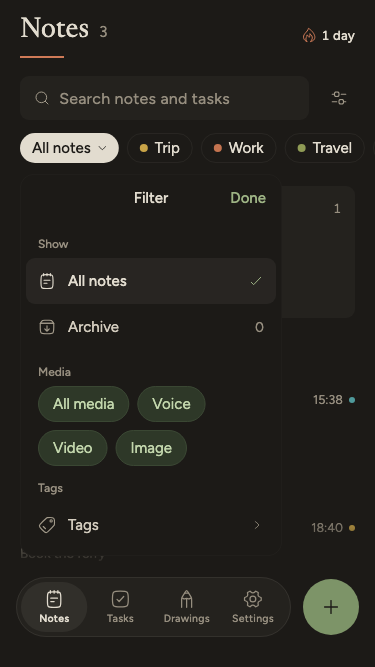 Notes 3
1 day
Search notes and tasks
All notes Trip Work Travel
Filter Done
1
Show
All notes
Archive 0
Media
All media Voice
15:38
Video Image
Tags
Tags
18:40
Notes Tasks Drawings Settings